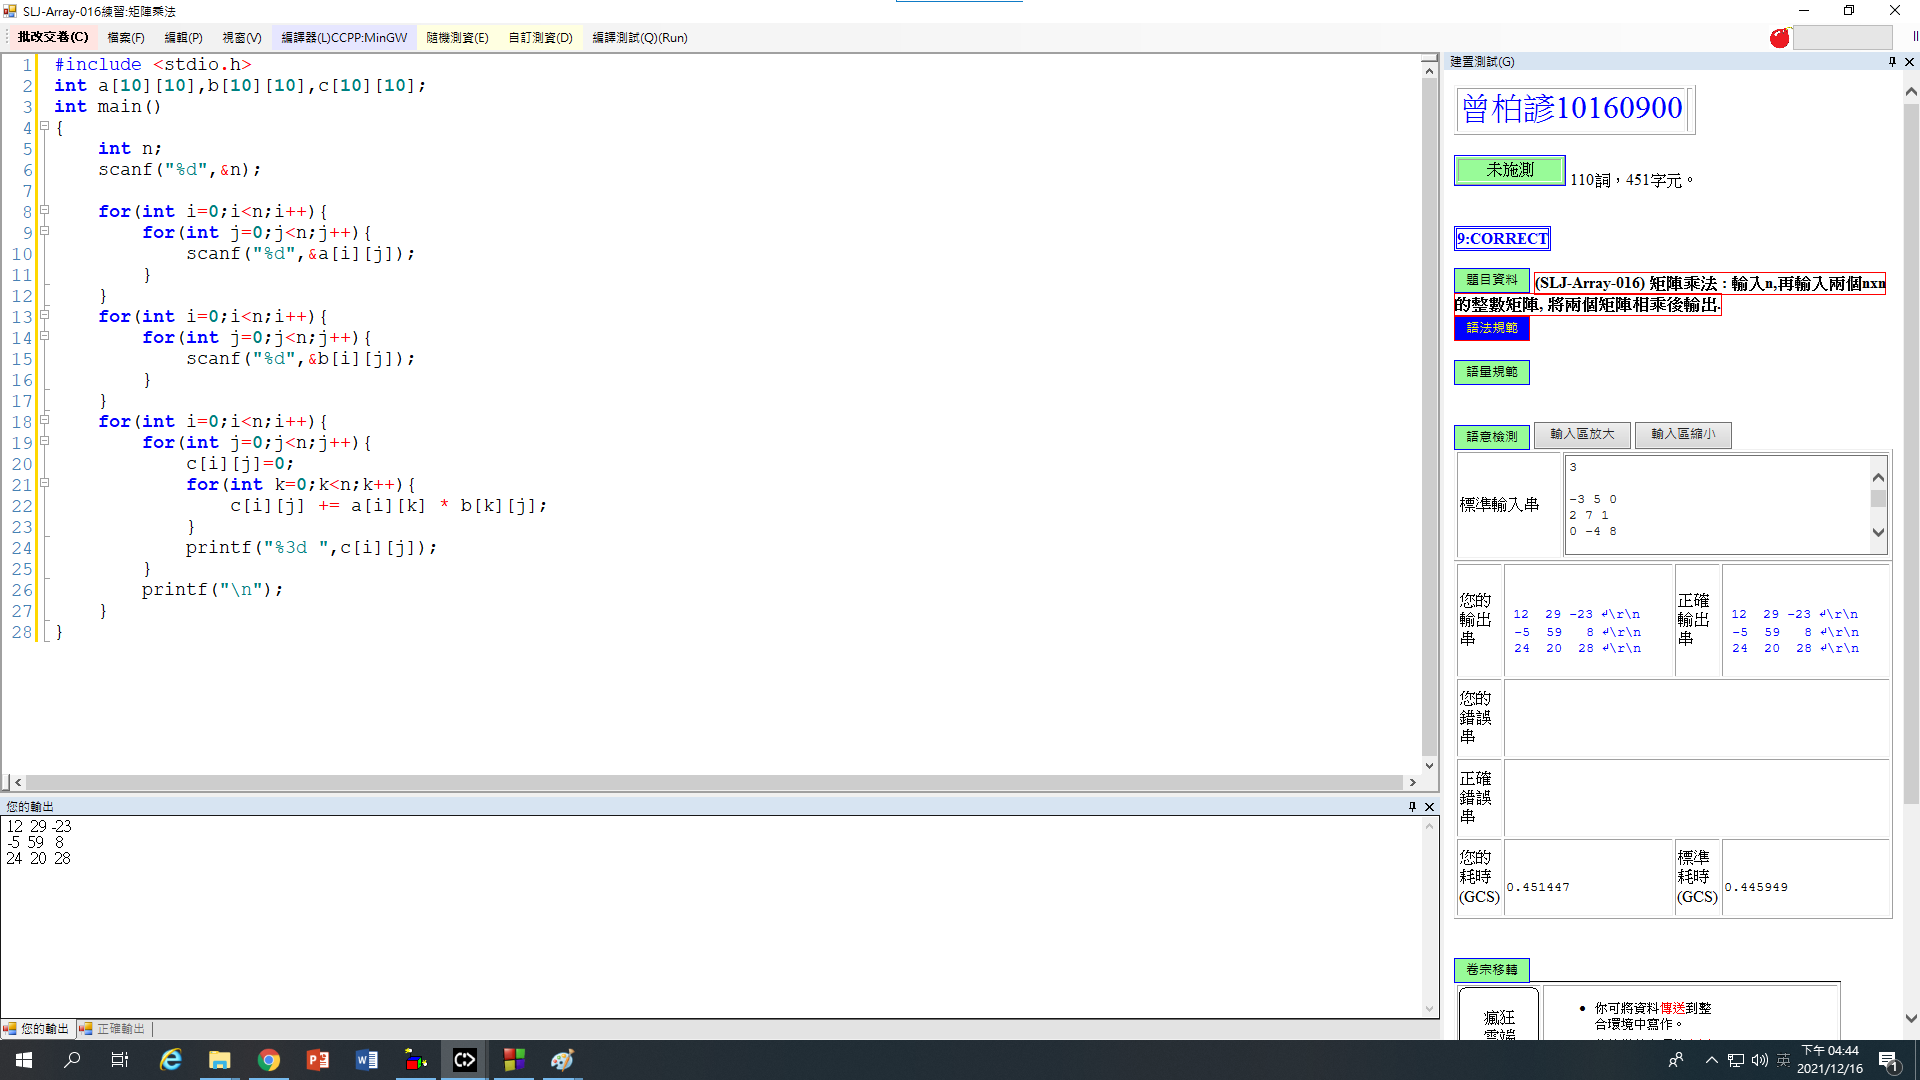 SLJ-Array-016練習:矩陣乘法
批改交卷(C) 檔案(F) 編輯(P) 視窗(V) 編譯器(L)CCPP:MinGW 隨機測資(E) 自訂測資(D) 編譯測試(Q)(Run)
1 #include <stdio.h>
2 int a[10][10],b[10][10],c[10][10];
3 int main()
4 {
5 int n;
6 scanf("%d",&n);
7
8 for(int i=0;i<n;i++){
9 for(int j=0;j<n;j++){
10 scanf("%d",&a[i][j]);
11 }
12 }
13 for(int i=0;i<n;i++){
14 for(int j=0;j<n;j++){
15 scanf("%d",&b[i][j]);
16 }
17 }
18 for(int i=0;i<n;i++){
19 for(int j=0;j<n;j++){
20 c[i][j]=0;
21 for(int k=0;k<n;k++){
22 c[i][j] += a[i][k] * b[k][j];
23 }
24 printf("%3d ",c[i][j]);
25 }
26 printf("\n");
27 }
28 }
您的輸出
12 29 -23
-5 59 8
24 20 28
您的輸出 正確輸出
建置測試(G)
曾柏諺10160900
未施測 110詞，451字元。
9:CORRECT
題目資料 (SLJ-Array-016) 矩陣乘法 : 輸入n,再輸入兩個nxn
的整數矩陣, 將兩個矩陣相乘後輸出.
語法規範
語量規範
語意檢測 輸入區放大 輸入區縮小
標準輸入串
3
-3 5 0
2 7 1
0 -4 8
您的輸出串
12 29 -23 ↲\r\n
-5 59 8 ↲\r\n
24 20 28 ↲\r\n
正確輸出串
12 29 -23 ↲\r\n
-5 59 8 ↲\r\n
24 20 28 ↲\r\n
您的錯誤串
正確錯誤串
您的耗時(GCS) 0.451447 標準耗時(GCS) 0.445949
卷宗移轉
瘋狂
雲端
• 你可將資料傳送到整
合環境中寫作。
下午 04:44
英
2021/12/16
1